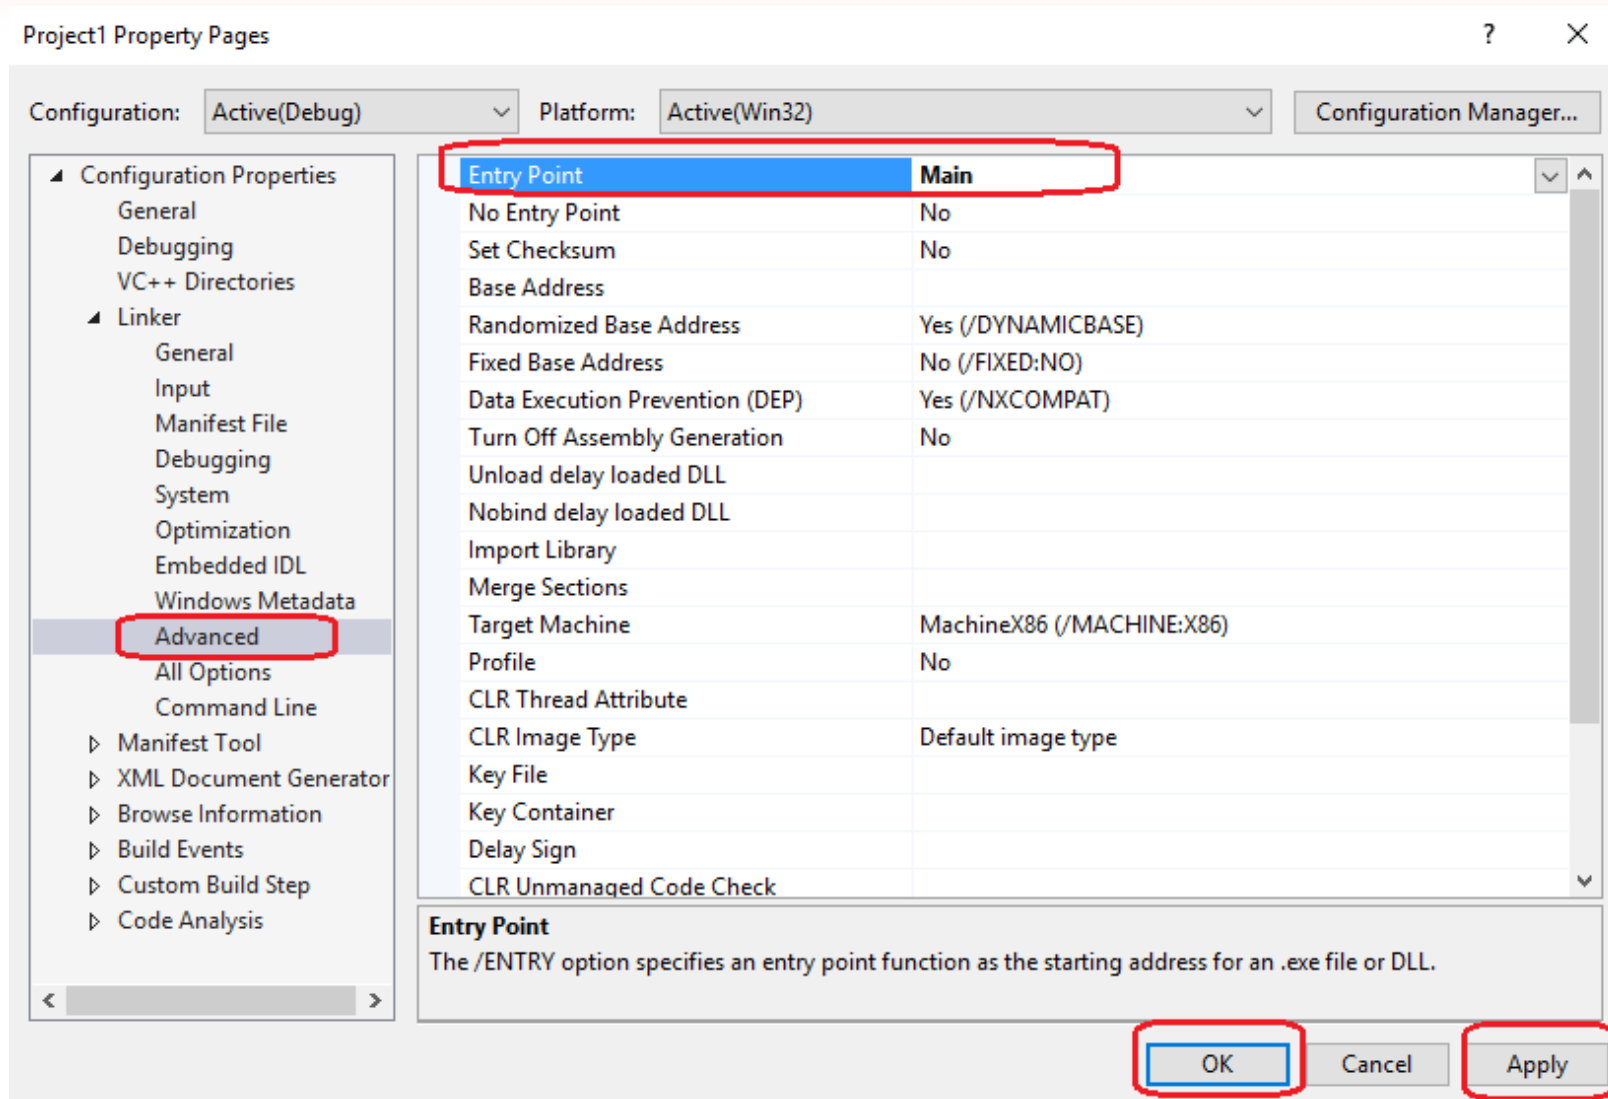 Project1 Property Pages
?
Configuration: Active(Debug) Platform: Active(Win32) Configuration Manager...
Configuration Properties
General
Debugging
VC++ Directories
Linker
General
Input
Manifest File
Debugging
System
Optimization
Embedded IDL
Windows Metadata
Advanced
All Options
Command Line
Manifest Tool
XML Document Generator
Browse Information
Build Events
Custom Build Step
Code Analysis
Entry Point Main
No Entry Point No
Set Checksum No
Base Address
Randomized Base Address Yes (/DYNAMICBASE)
Fixed Base Address No (/FIXED:NO)
Data Execution Prevention (DEP) Yes (/NXCOMPAT)
Turn Off Assembly Generation No
Unload delay loaded DLL
Nobind delay loaded DLL
Import Library
Merge Sections
Target Machine MachineX86 (/MACHINE:X86)
Profile No
CLR Thread Attribute
CLR Image Type Default image type
Key File
Key Container
Delay Sign
CLR Unmanaged Code Check
Entry Point
The /ENTRY option specifies an entry point function as the starting address for an .exe file or DLL.
OK Cancel Apply